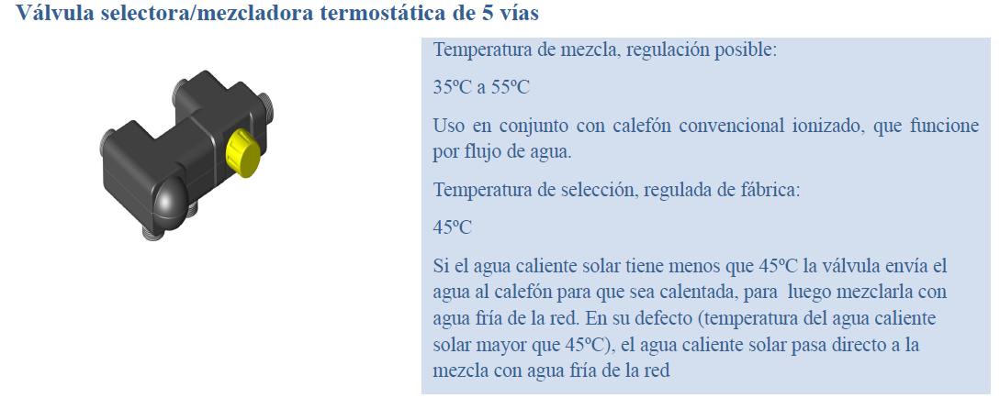 Válvula selectora/mezcladora termostática de 5 vías
Temperatura de mezcla, regulación posible:
35ºC a 55ºC
Uso en conjunto con calefón convencional ionizado, que funcione
por flujo de agua.
Temperatura de selección, regulada de fábrica:
45ºC
Si el agua caliente solar tiene menos que 45ºC la válvula envía el
agua al calefón para que sea calentada, para luego mezclarla con
agua fría de la red. En su defecto (temperatura del agua caliente
solar mayor que 45ºC), el agua caliente solar pasa directo a la
mezcla con agua fría de la red